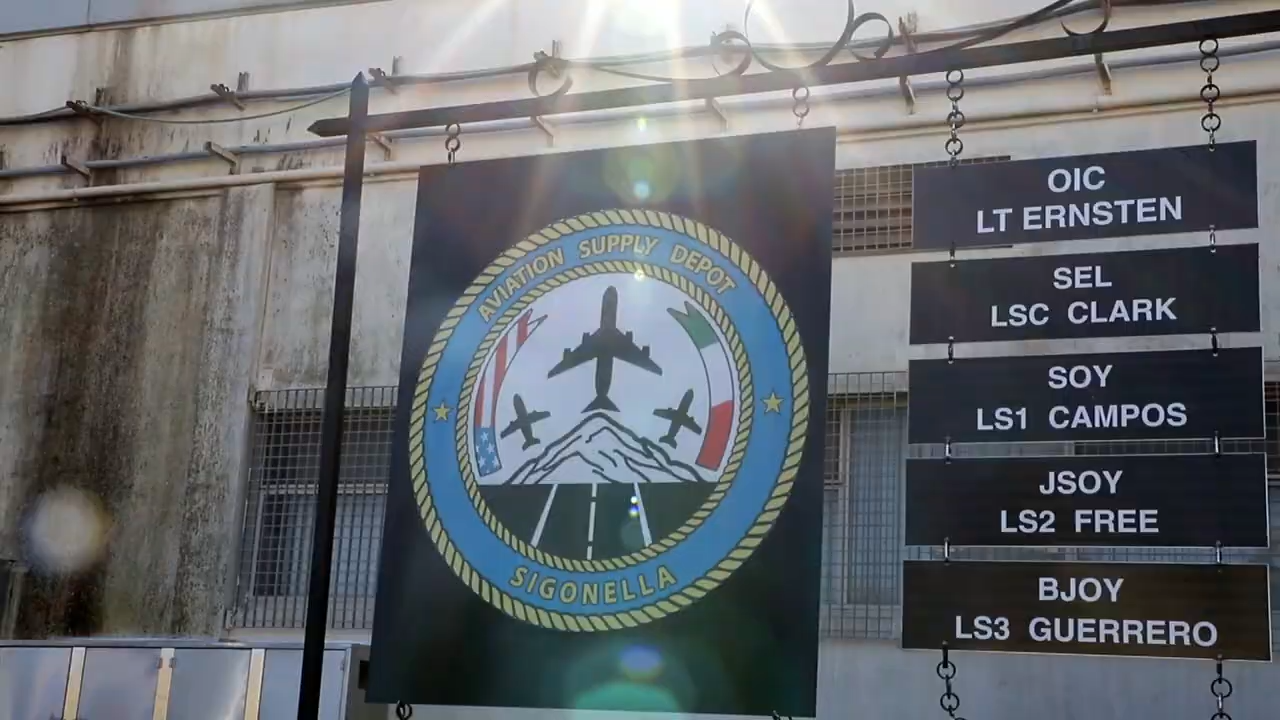 AVIATION SUPPLY DEPOT
SIGONELLA
OIC
LT ERNSTEN
SEL
LSC CLARK
SOY
LS1 CAMPOS
JSOY
LS2 FREE
BJOY
LS3 GUERRERO